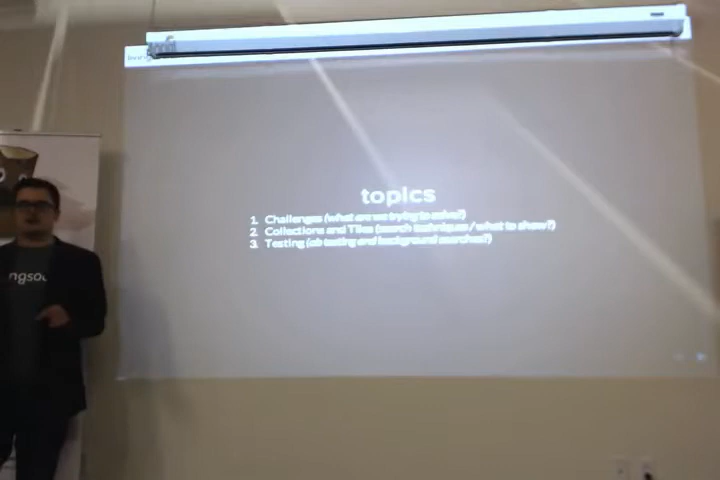 topics
1. Challenges (what are we trying to solve?)
2. Collections and Tiles (search techniques / what to show?)
3. Testing (ab testing and background searches?)
ngsou